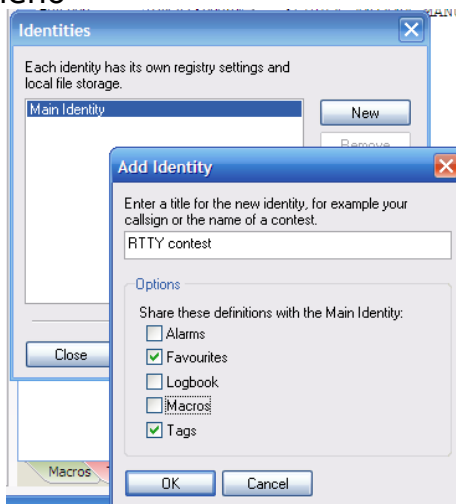 Identities
Each identity has its own registry settings and
local file storage.
Main Identity
New
Remove
Add Identity
Enter a title for the new identity, for example your
callsign or the name of a contest.
RTTY contest
Options
Share these definitions with the Main Identity:
Alarms
Favourites
Logbook
Macros
Tags
Close
OK
Cancel
Macros